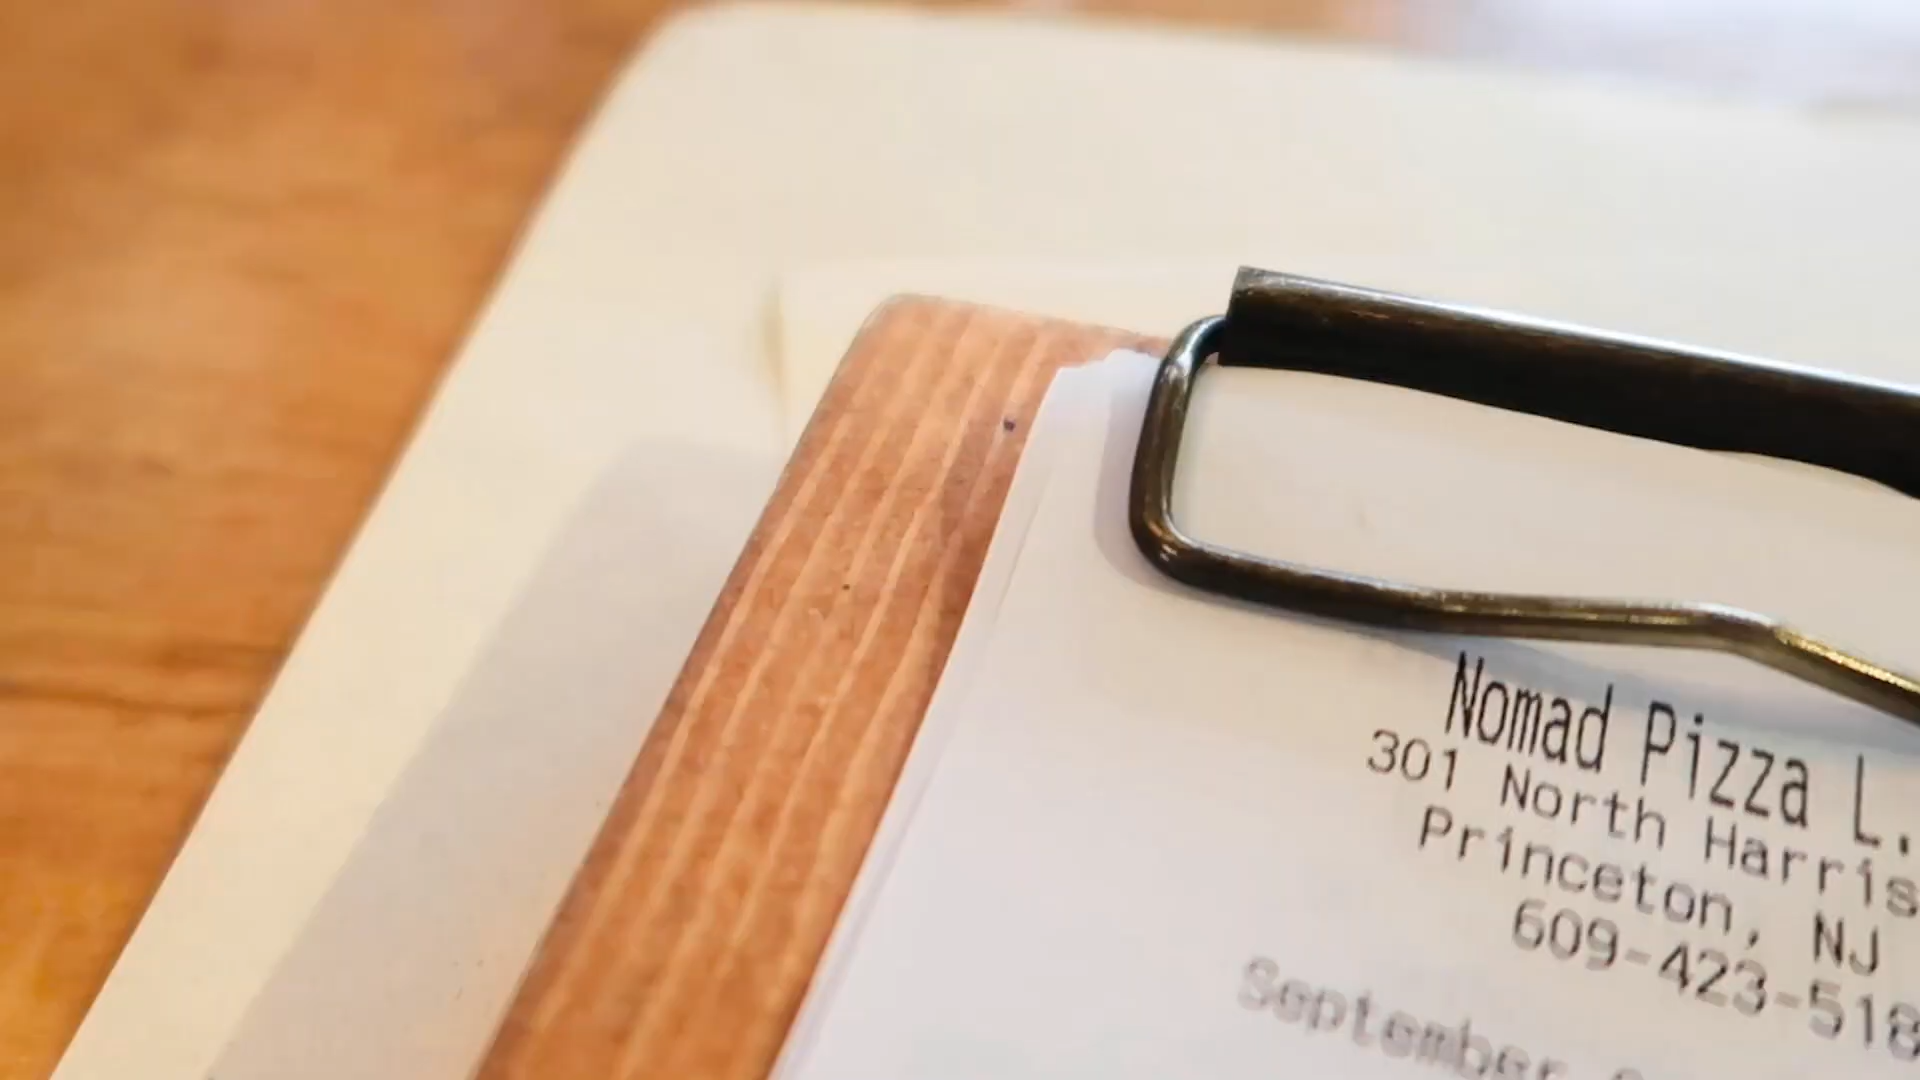 Nomad Pizza L.
301 North Harris
Princeton, NJ
609-423-518
September